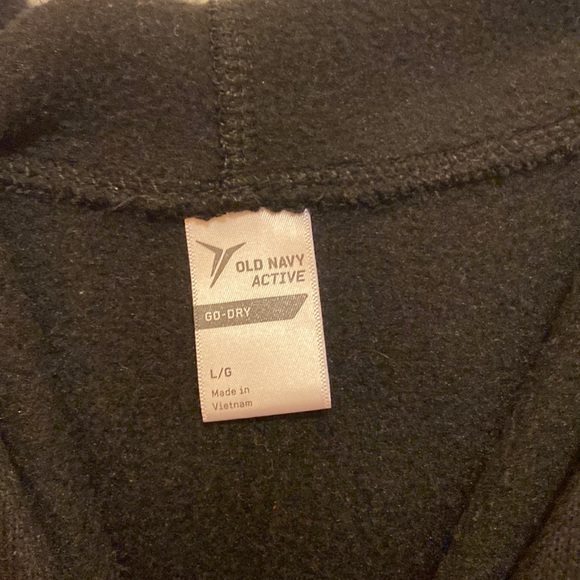 OLD NAVY
ACTIVE
GO-DRY
L/G
Made in
Vietnam